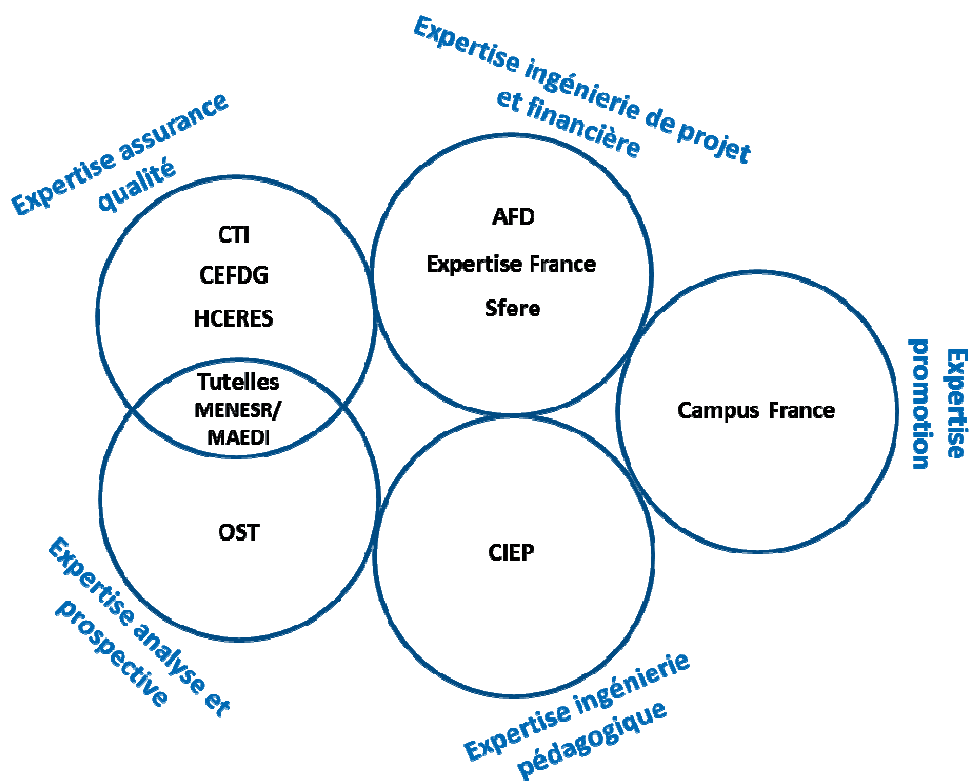 Expertise ingénierie de projet
et financière
Expertise assurance
qualité
CTI
CEFDG
HCERES
AFD
Expertise France
Sfere
Tutelles
MENESR/
MAEDI
Campus France
Expertise
promotion
OST
CIEP
Expertise analyse et
prospective
Expertise ingénierie
pédagogique